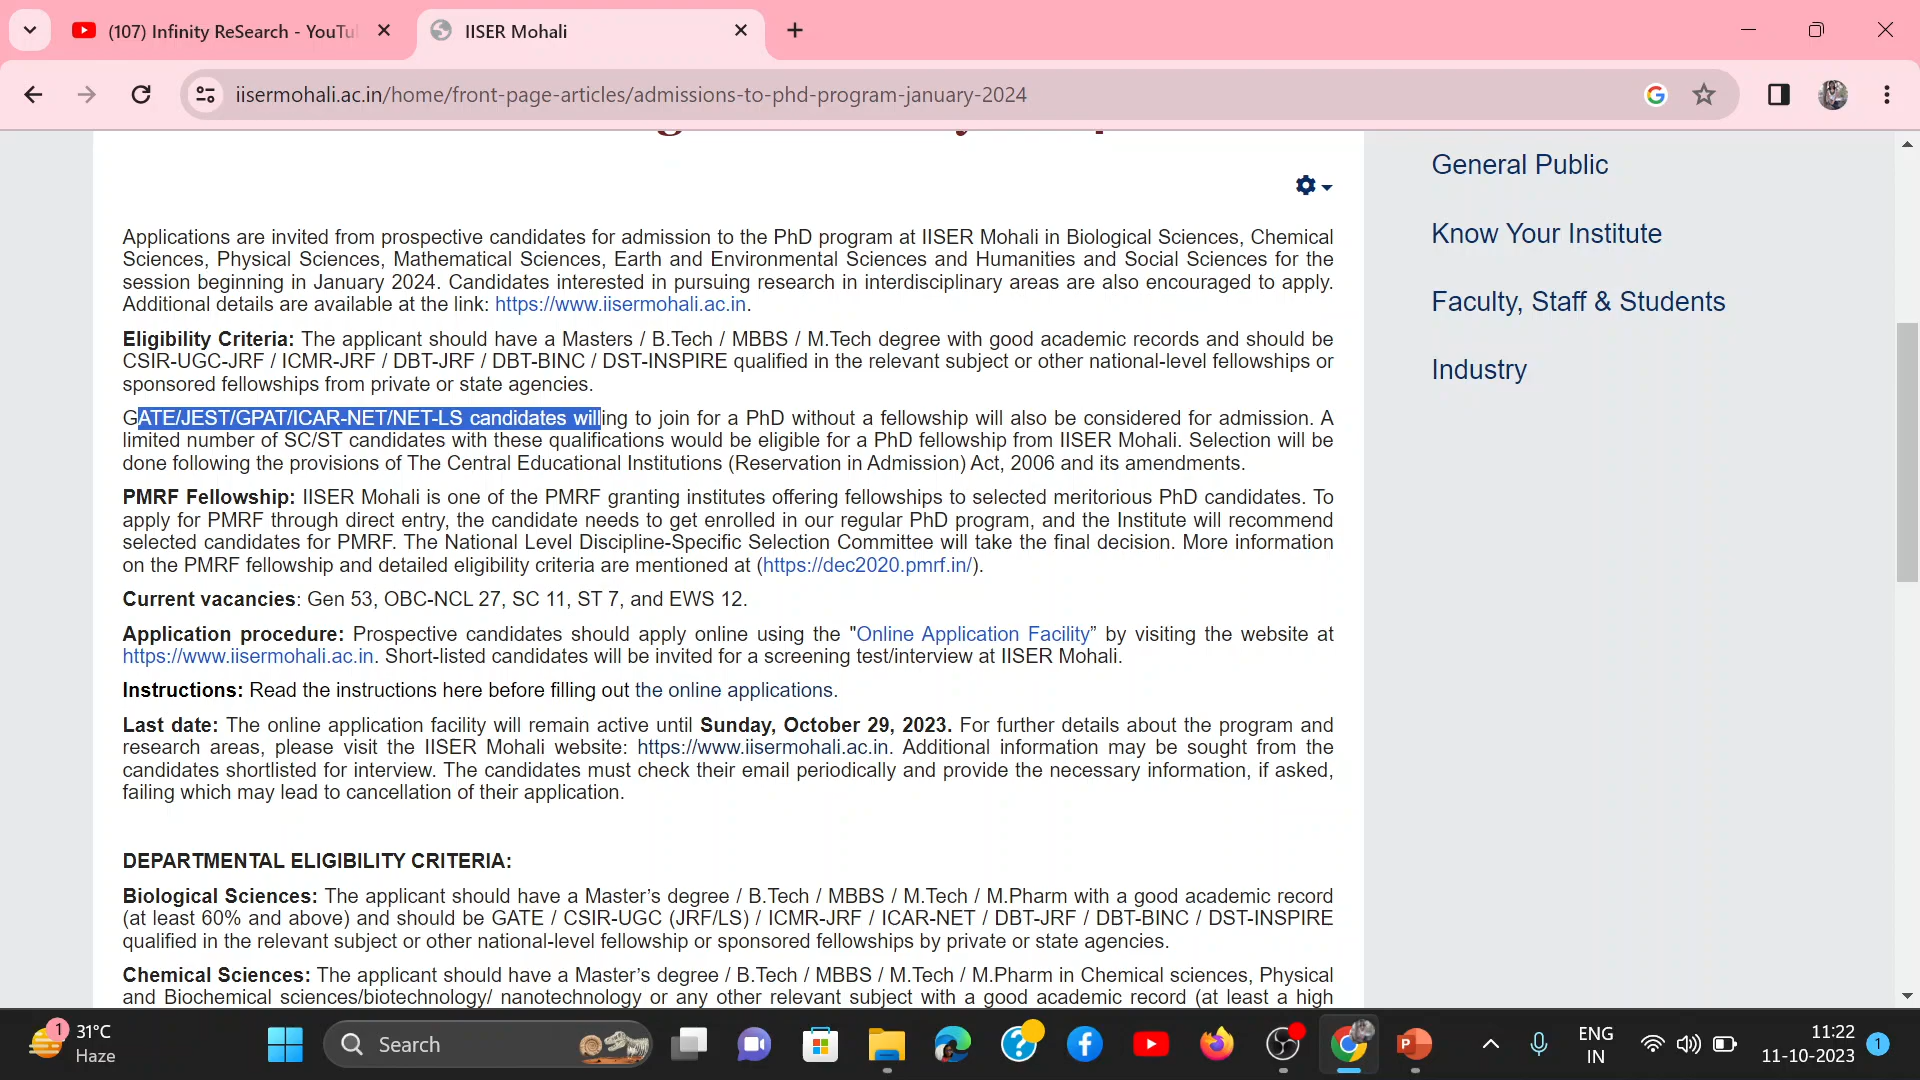 (107) Infinity ReSearch - YouTu
IISER Mohali
iisermohali.ac.in/home/front-page-articles/admissions-to-phd-program-january-2024
General Public
Know Your Institute
Faculty, Staff & Students
Industry
Applications are invited from prospective candidates for admission to the PhD program at IISER Mohali in Biological Sciences, Chemical
Sciences, Physical Sciences, Mathematical Sciences, Earth and Environmental Sciences and Humanities and Social Sciences for the
session beginning in January 2024. Candidates interested in pursuing research in interdisciplinary areas are also encouraged to apply.
Additional details are available at the link: https://www.iisermohali.ac.in.
Eligibility Criteria: The applicant should have a Masters / B.Tech / MBBS / M.Tech degree with good academic records and should be
CSIR-UGC-JRF / ICMR-JRF / DBT-JRF / DBT-BINC / DST-INSPIRE qualified in the relevant subject or other national-level fellowships or
sponsored fellowships from private or state agencies.
GATE/JEST/GPAT/ICAR-NET/NET-LS candidates willing to join for a PhD without a fellowship will also be considered for admission. A
limited number of SC/ST candidates with these qualifications would be eligible for a PhD fellowship from IISER Mohali. Selection will be
done following the provisions of The Central Educational Institutions (Reservation in Admission) Act, 2006 and its amendments.
PMRF Fellowship: IISER Mohali is one of the PMRF granting institutes offering fellowships to selected meritorious PhD candidates. To
apply for PMRF through direct entry, the candidate needs to get enrolled in our regular PhD program, and the Institute will recommend
selected candidates for PMRF. The National Level Discipline-Specific Selection Committee will take the final decision. More information
on the PMRF fellowship and detailed eligibility criteria are mentioned at (https://dec2020.pmrf.in/).
Current vacancies: Gen 53, OBC-NCL 27, SC 11, ST 7, and EWS 12.
Application procedure: Prospective candidates should apply online using the "Online Application Facility” by visiting the website at
https://www.iisermohali.ac.in. Short-listed candidates will be invited for a screening test/interview at IISER Mohali.
Instructions: Read the instructions here before filling out the online applications.
Last date: The online application facility will remain active until Sunday, October 29, 2023. For further details about the program and
research areas, please visit the IISER Mohali website: https://www.iisermohali.ac.in. Additional information may be sought from the
candidates shortlisted for interview. The candidates must check their email periodically and provide the necessary information, if asked,
failing which may lead to cancellation of their application.
DEPARTMENTAL ELIGIBILITY CRITERIA:
Biological Sciences: The applicant should have a Master’s degree / B.Tech / MBBS / M.Tech / M.Pharm with a good academic record
(at least 60% and above) and should be GATE / CSIR-UGC (JRF/LS) / ICMR-JRF / ICAR-NET / DBT-JRF / DBT-BINC / DST-INSPIRE
qualified in the relevant subject or other national-level fellowship or sponsored fellowships by private or state agencies.
Chemical Sciences: The applicant should have a Master’s degree / B.Tech / MBBS / M.Tech / M.Pharm in Chemical sciences, Physical
and Biochemical sciences/biotechnology/ nanotechnology or any other relevant subject with a good academic record (at least a high
1
31°C
Haze
Search
ENG
IN
11:22
11-10-2023
1